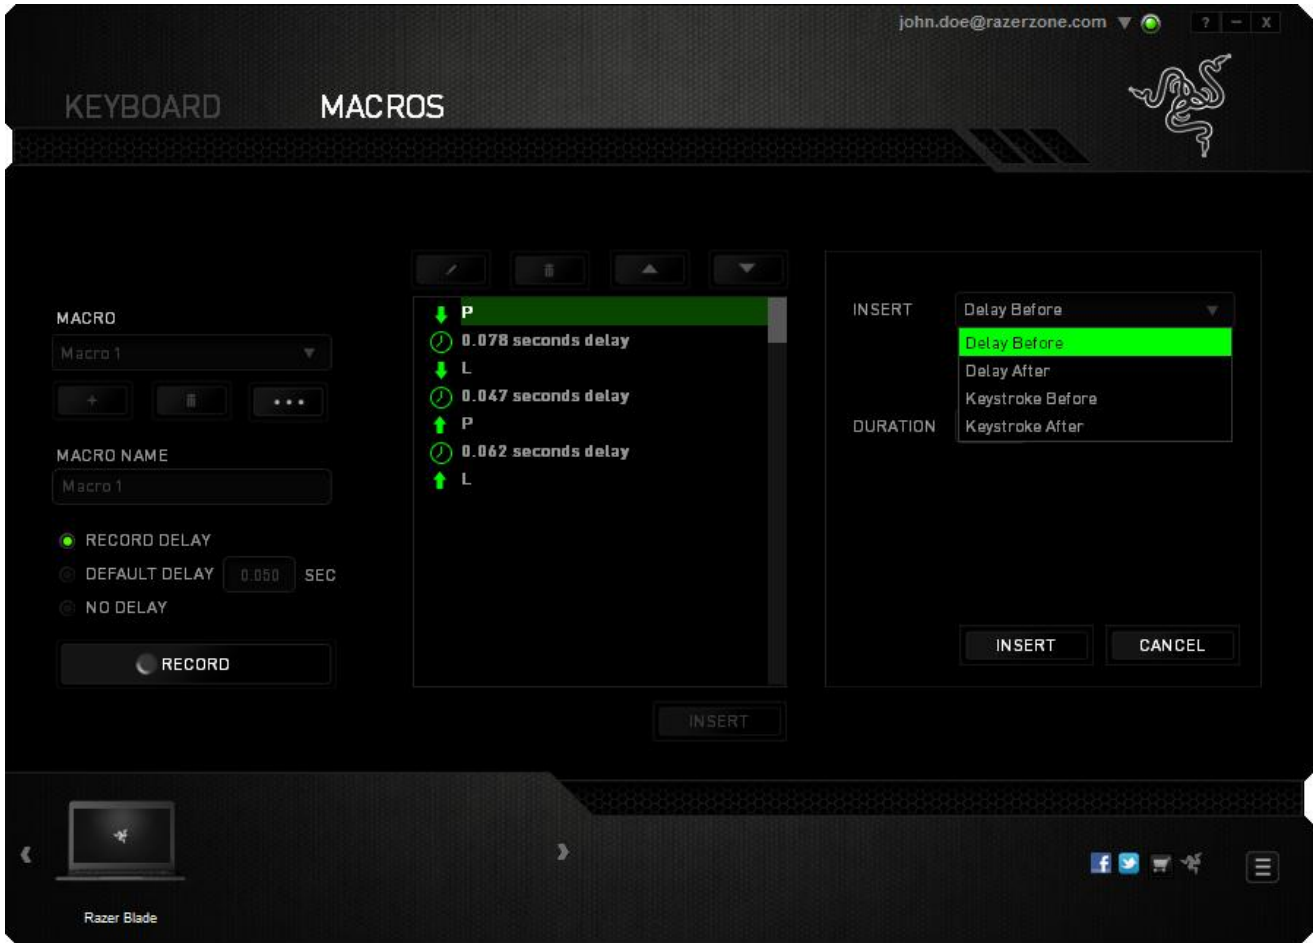 john.doe@razerzone.com
? – X
KEYBOARD MACROS
MACRO
Macro 1
MACRO NAME
Macro 1
RECORD DELAY
DEFAULT DELAY 0.050 SEC
NO DELAY
RECORD
P
0.078 seconds delay
L
0.047 seconds delay
P
0.062 seconds delay
L
INSERT
INSERT Delay Before
Delay Before
Delay After
Keystroke Before
Keystroke After
DURATION
INSERT CANCEL
Razer Blade